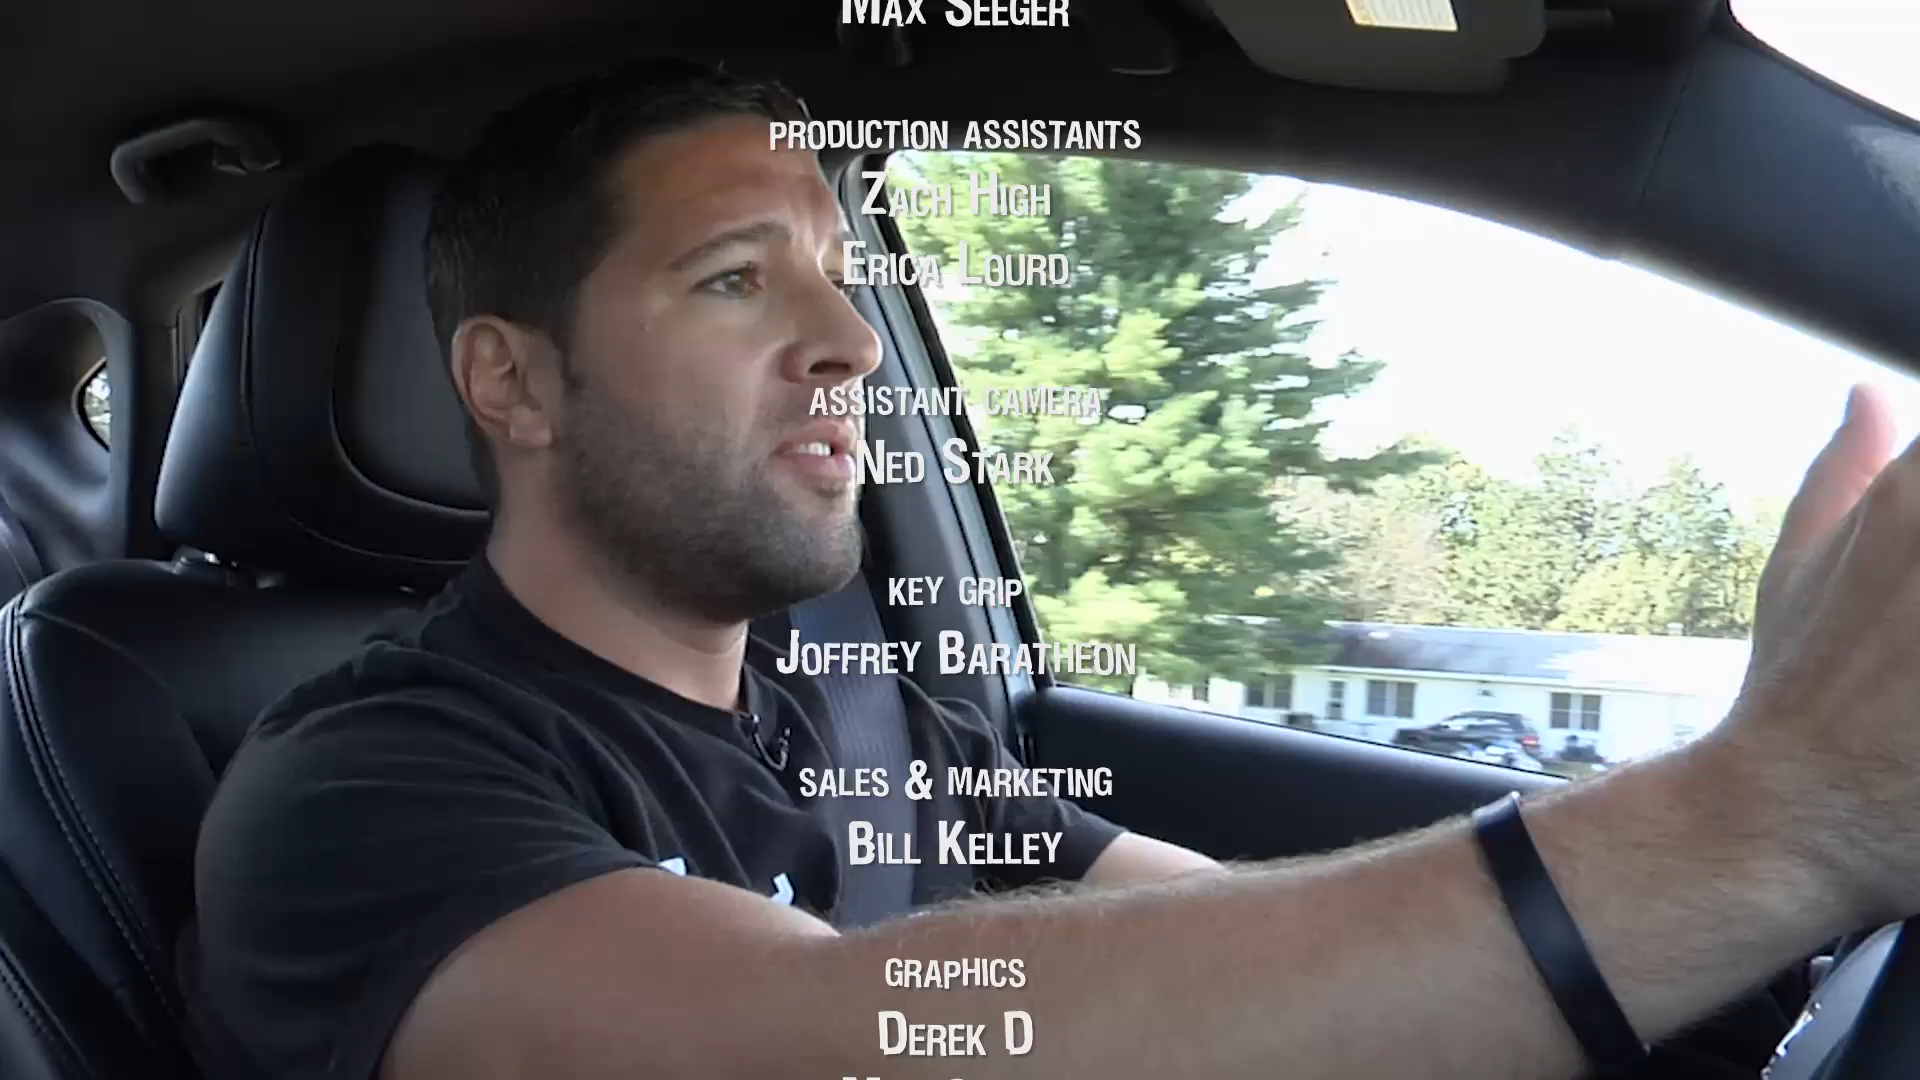 Max Seeger
PRODUCTION ASSISTANTS
Zach High
Erica Lourd
ASSISTANT CAMERA
Ned Stark
KEY GRIP
Joffrey Baratheon
SALES & MARKETING
Bill Kelley
GRAPHICS
Derek D